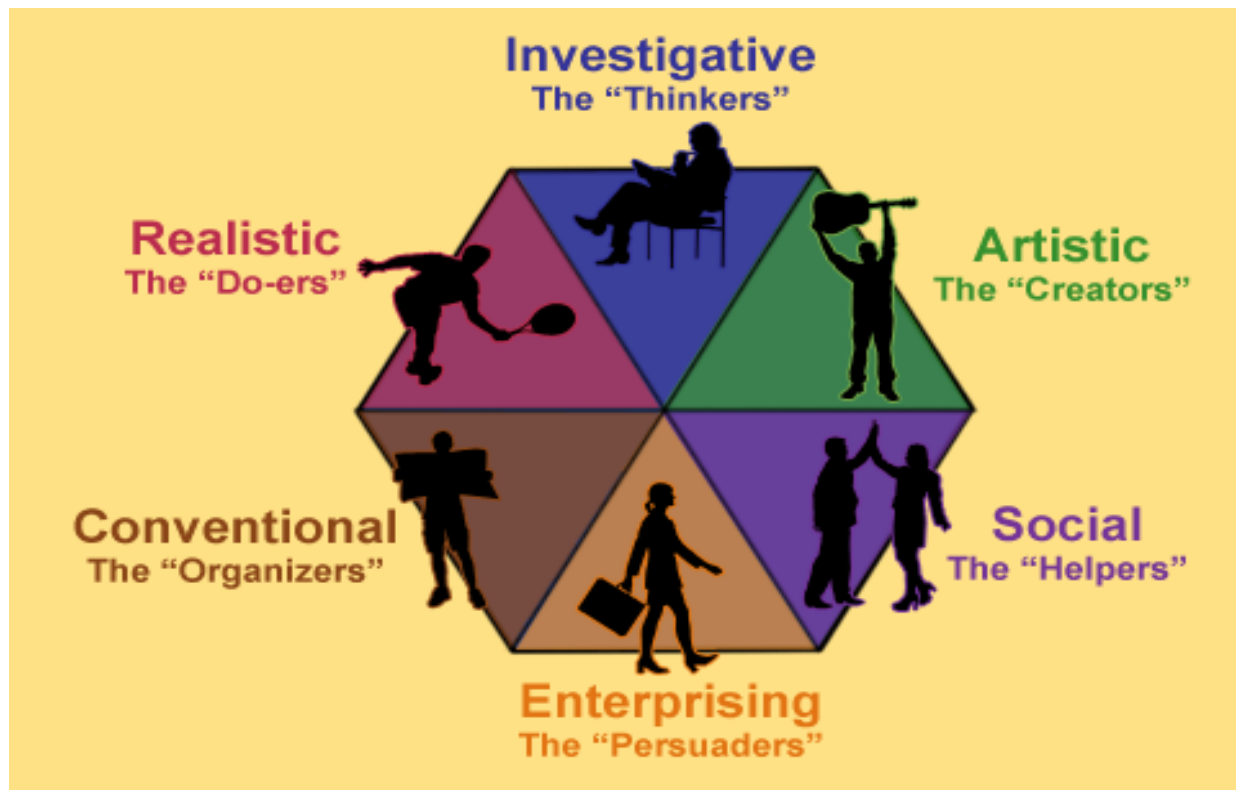 Investigative
The “Thinkers”
Realistic
The “Do-ers”
Artistic
The “Creators”
Conventional
The “Organizers”
Social
The “Helpers”
Enterprising
The “Persuaders”